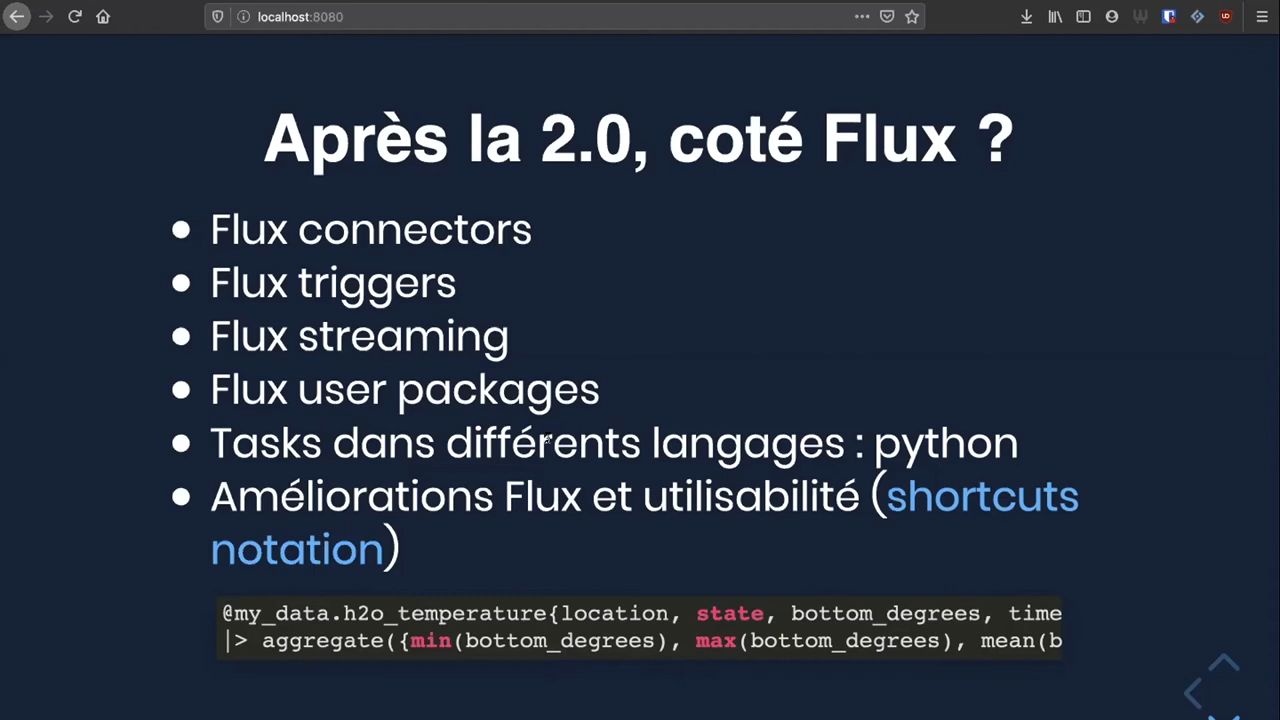 localhost:8080
Après la 2.0, coté Flux ?
Flux connectors
Flux triggers
Flux streaming
Flux user packages
Tasks dans différents langages : python
Améliorations Flux et utilisabilité (shortcuts
notation)
@my_data.h2o_temperature{location, state, bottom_degrees, time
|> aggregate({min(bottom_degrees), max(bottom_degrees), mean(b